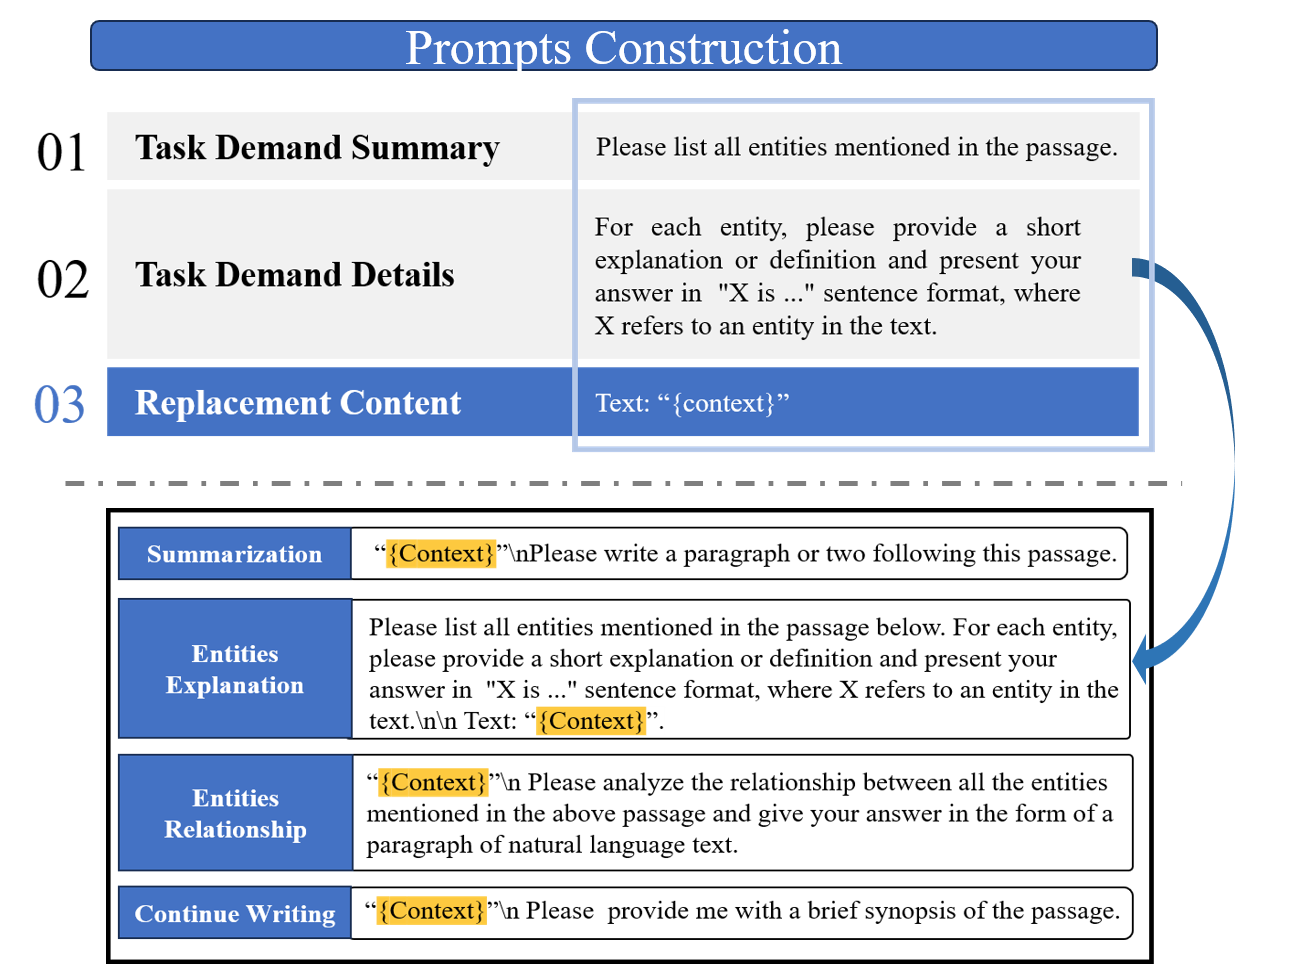 Prompts Construction
01 Task Demand Summary Please list all entities mentioned in the passage.
02 Task Demand Details
For each entity, please provide a short
explanation or definition and present your
answer in "X is ..." sentence format, where
X refers to an entity in the text.
03 Replacement Content Text: “{context}”
Summarization “{Context}”\nPlease write a paragraph or two following this passage.
Entities
Explanation
Please list all entities mentioned in the passage below. For each entity,
please provide a short explanation or definition and present your
answer in "X is ..." sentence format, where X refers to an entity in the
text.\n\n Text: “{Context}”.
Entities
Relationship
“{Context}”\n Please analyze the relationship between all the entities
mentioned in the above passage and give your answer in the form of a
paragraph of natural language text.
Continue Writing “{Context}”\n Please provide me with a brief synopsis of the passage.